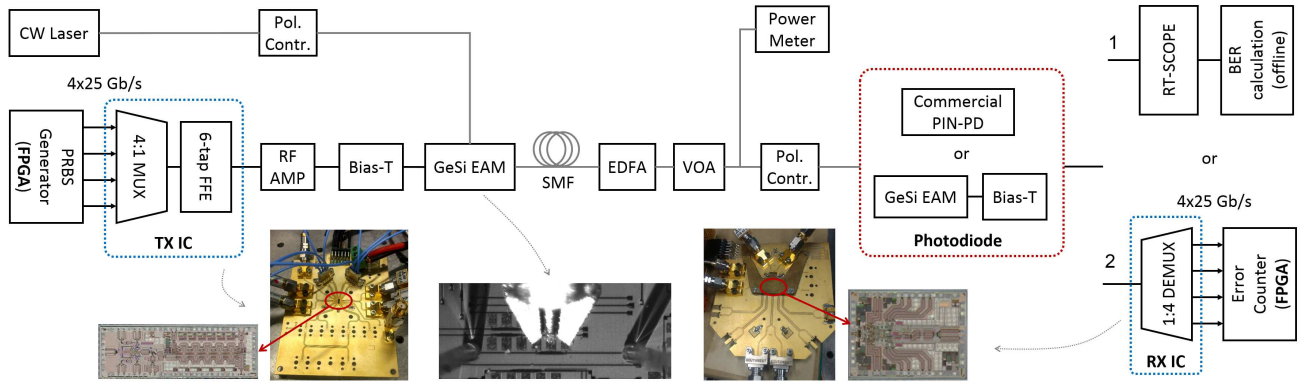 CW Laser
Pol.
Contr.
Power
Meter
1
RT-SCOPE
BER
calculation
(offline)
4x25 Gb/s
PRBS
Generator
(FPGA)
4:1 MUX
6-tap FFE
TX IC
RF
AMP
Bias-T
GeSi EAM
SMF
EDFA
VOA
Pol.
Contr.
Commercial
PIN-PD
or
GeSi EAM
Bias-T
Photodiode
or
4x25 Gb/s
2
1:4 DEMUX
RX IC
Error
Counter
(FPGA)